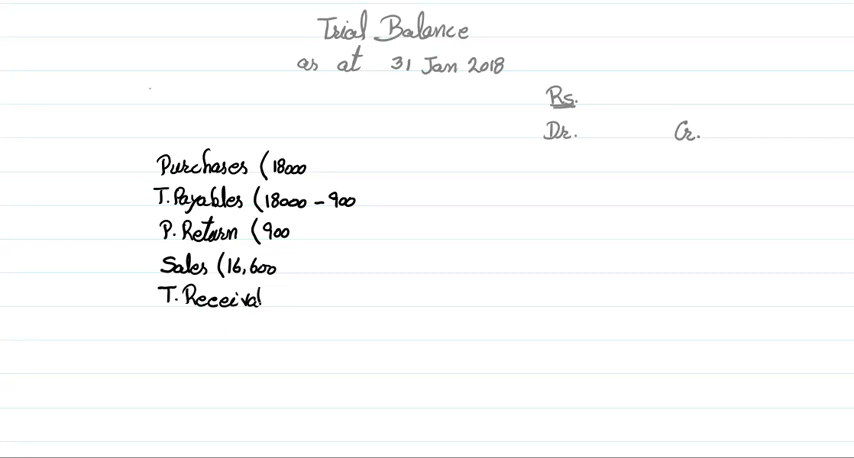 Trial Balance
as at 31 Jan 2018
Rs.
Dr. Cr.
Purchases (18000
T. Payables (18000 - 900
P. Return (900
Sales (16,600
T. Receival